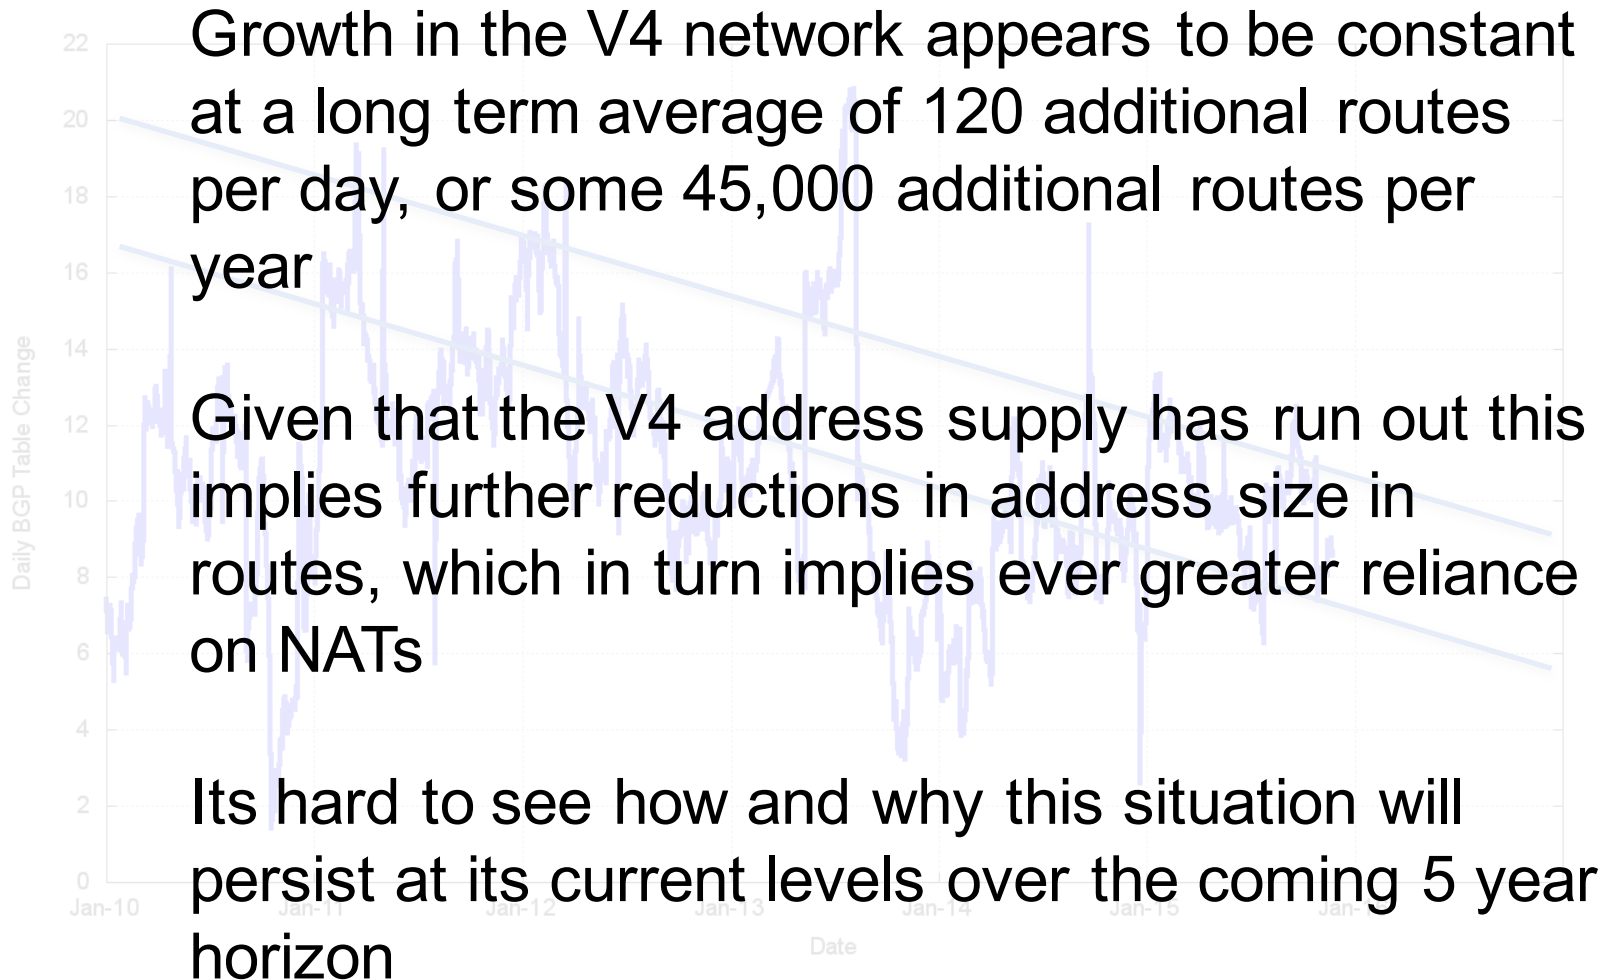 Growth in the V4 network appears to be constant
at a long term average of 120 additional routes
per day, or some 45,000 additional routes per
year
Given that the V4 address supply has run out this
implies further reductions in address size in
routes, which in turn implies ever greater reliance
on NATs
Its hard to see how and why this situation will
persist at its current levels over the coming 5 year
horizon
Daily BGP Table Change
22
20
18
16
14
12
10
8
6
4
2
0
Jan-10
Jan-11
Jan-12
Jan-13
Jan-14
Jan-15
Date